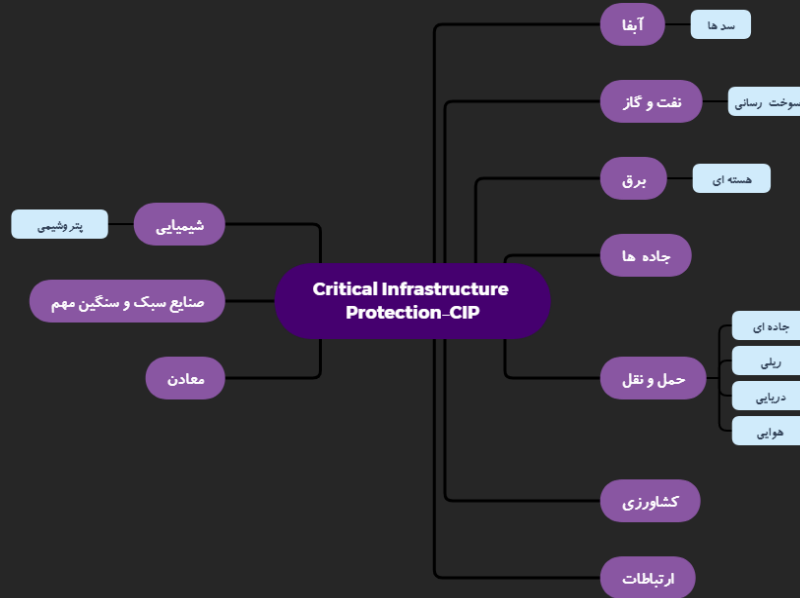 Critical Infrastructure
Protection-CIP
آبفا
سد ها
نفت و گاز
سوخت رسانی
برق
هسته ای
جاده ها
حمل و نقل
جاده ای
ریلی
دریایی
هوایی
کشاورزی
ارتباطات
شیمیایی
پتروشیمی
صنایع سبک و سنگین مهم
معادن